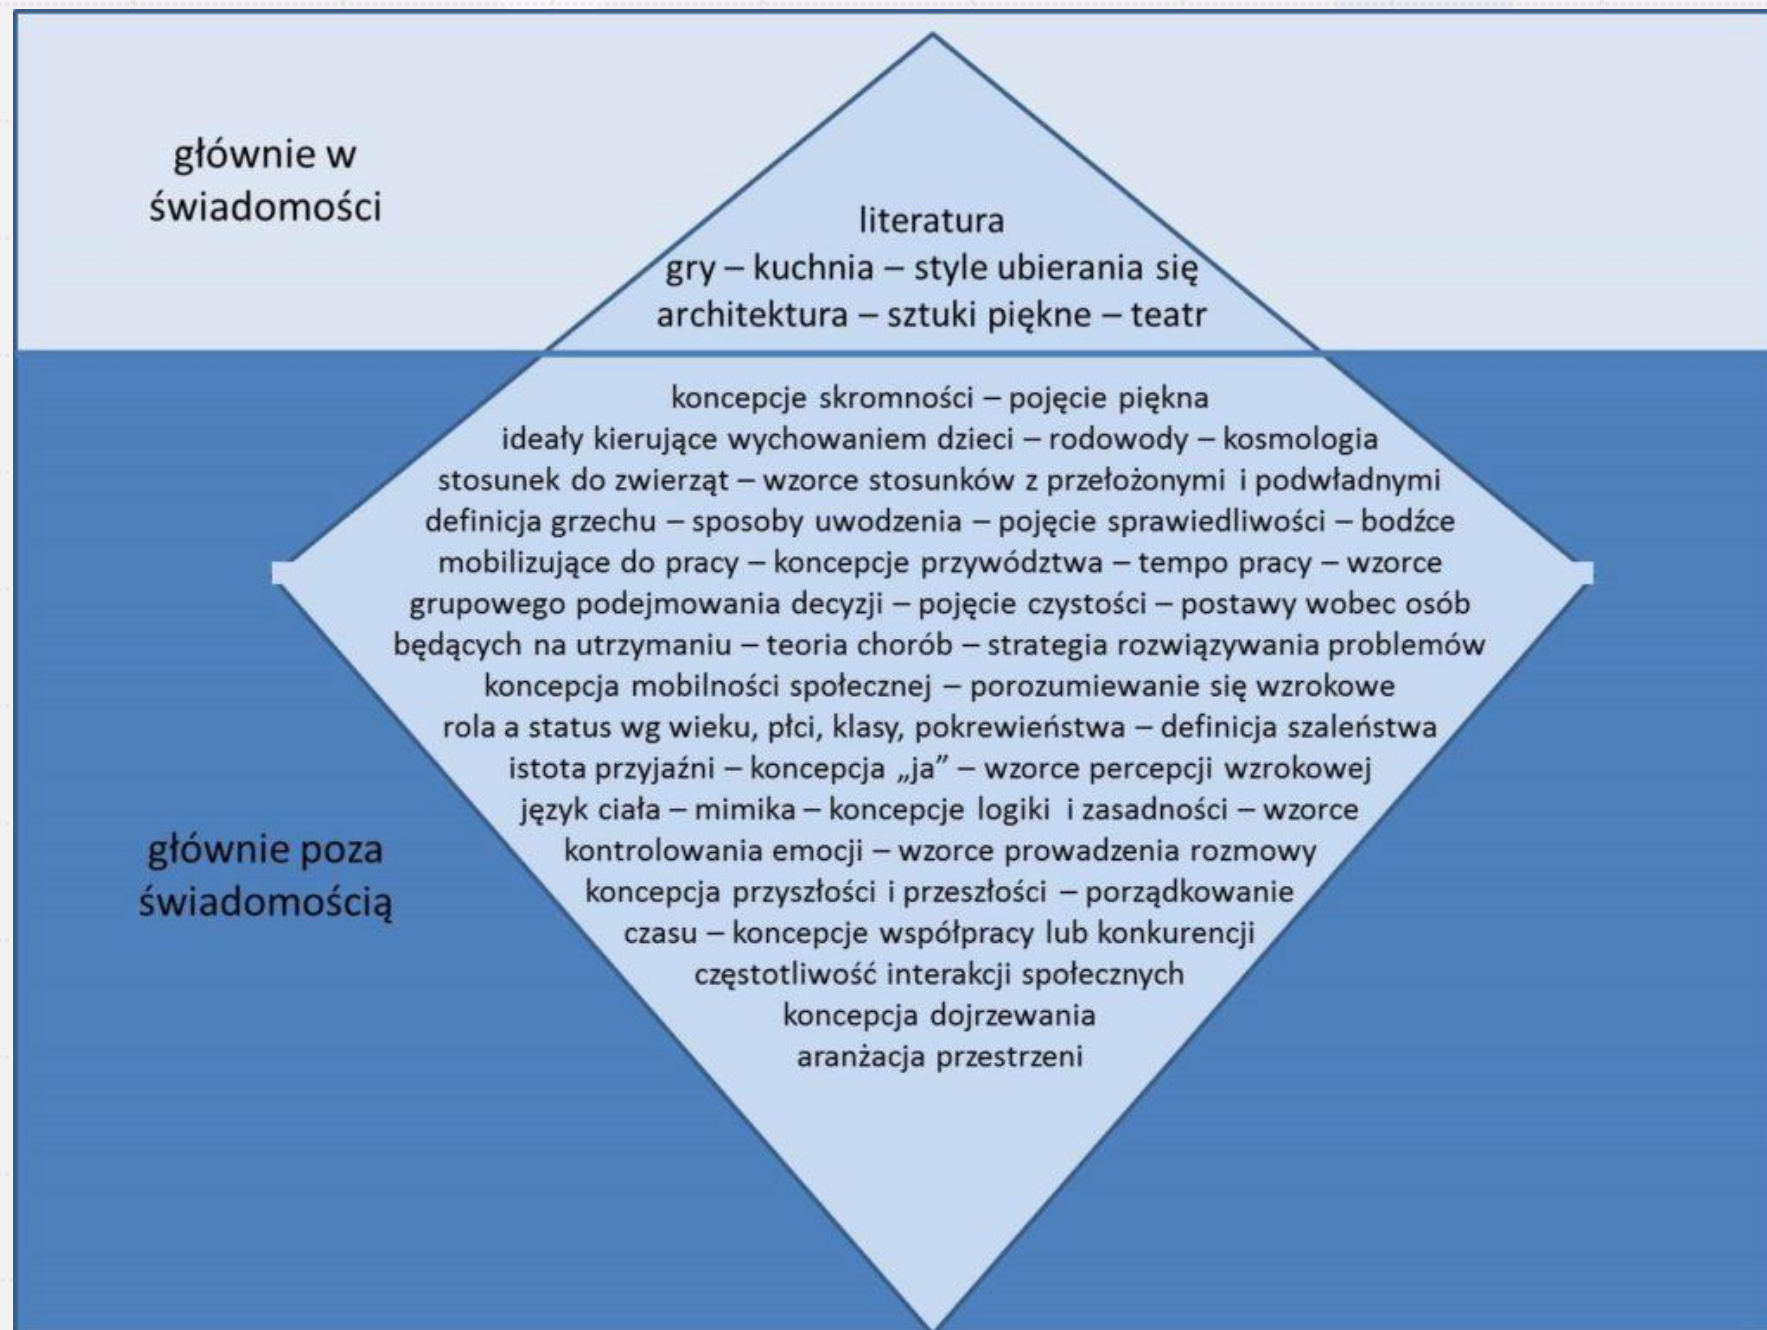 głównie w
świadomości
literatura
gry – kuchnia – style ubierania się
architektura – sztuki piękne – teatr
koncepcje skromności – pojęcie piękna
ideały kierujące wychowaniem dzieci – rodowody – kosmologia
stosunek do zwierząt – wzorce stosunków z przełożonymi i podwładnymi
definicja grzechu – sposoby uwodzenia – pojęcie sprawiedliwości – bodźce
mobilizujące do pracy – koncepcje przywództwa – tempo pracy – wzorce
grupowego podejmowania decyzji – pojęcie czystości – postawy wobec osób
będących na utrzymaniu – teoria chorób – strategia rozwiązywania problemów
koncepcja mobilności społecznej – porozumiewanie się wzrokowe
rola a status wg wieku, płci, klasy, pokrewieństwa – definicja szaleństwa
istota przyjaźni – koncepcja „ja” – wzorce percepcji wzrokowej
język ciała – mimika – koncepcje logiki i zasadności – wzorce
kontrolowania emocji – wzorce prowadzenia rozmowy
koncepcja przyszłości i przeszłości – porządkowanie
czasu – koncepcje współpracy lub konkurencji
częstotliwość interakcji społecznych
koncepcja dojrzewania
aranżacja przestrzeni
głównie poza
świadomością